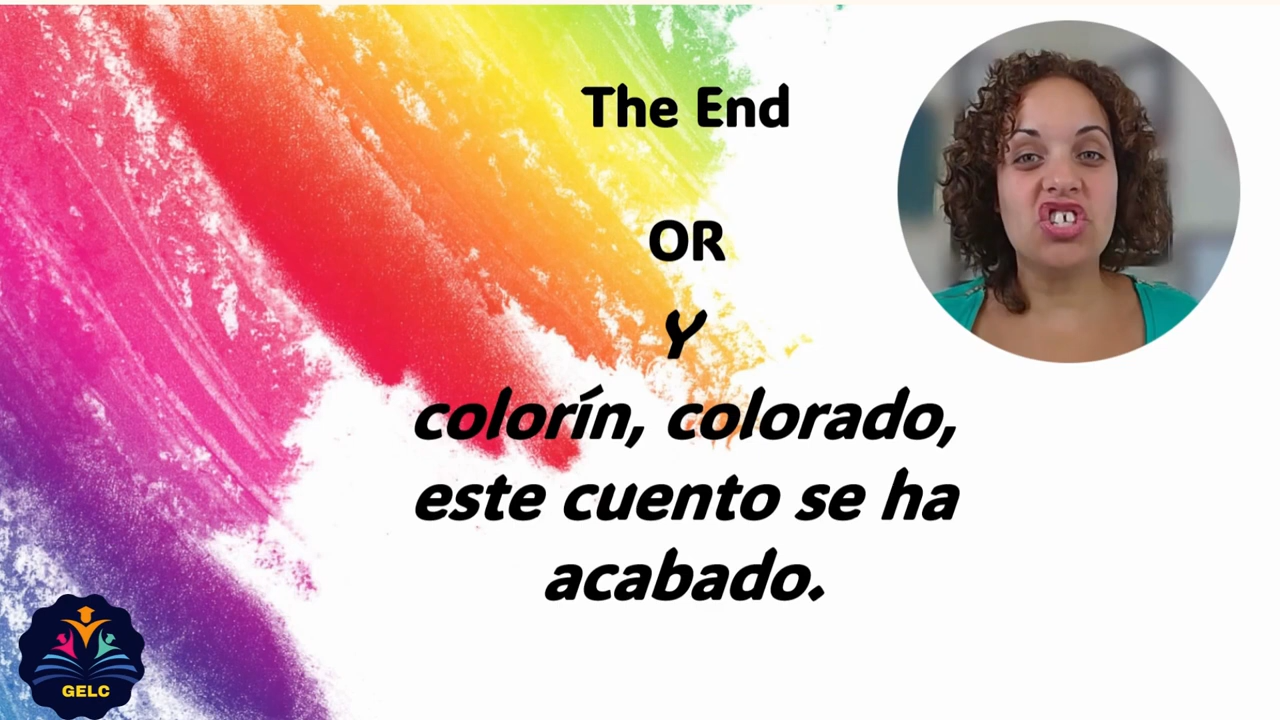 The End
OR
Y
colorín, colorado,
este cuento se ha
acabado.
GELC